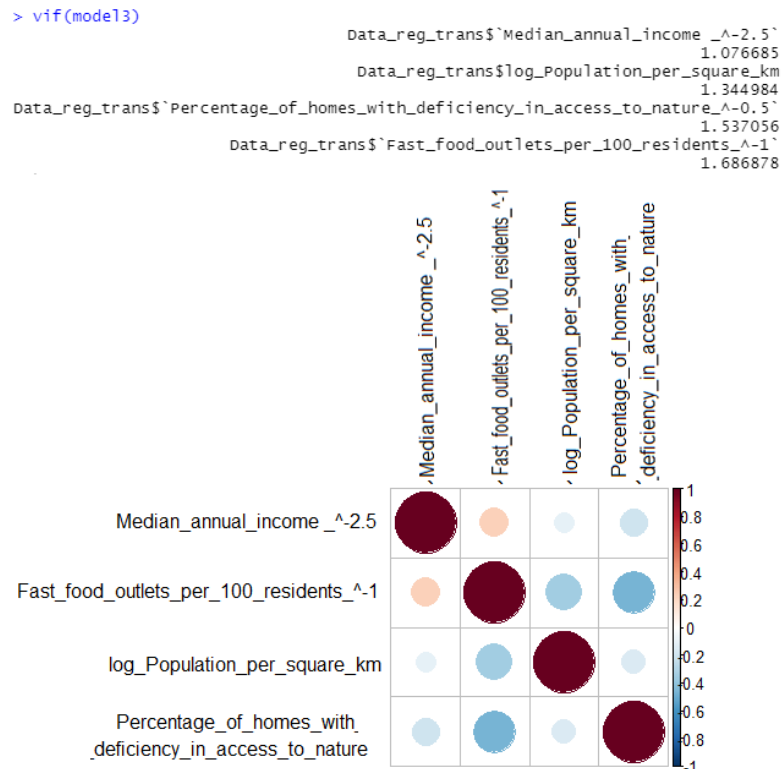 > vif(model3)
Data_reg_trans$`Median_annual_income _^-2.5`
1.076685
Data_reg_trans$log_Population_per_square_km
1.344984
Data_reg_trans$`Percentage_of_homes_with_deficiency_in_access_to_nature_^-0.5`
1.537056
Data_reg_trans$`Fast_food_outlets_per_100_residents_^-1`
1.686878
Median_annual_income _^-2.5
Fast_food_outlets_per_100_residents_^-1
log_Population_per_square_km
Percentage_of_homes_with_
_deficiency_in_access_to_nature
Median_annual_income _^-2.5
Fast_food_outlets_per_100_residents_^-1
log_Population_per_square_km
Percentage_of_homes_with_
_deficiency_in_access_to_nature
1
0.8
0.6
0.4
0.2
0
-0.2
-0.4
-0.6
-0.8
-1